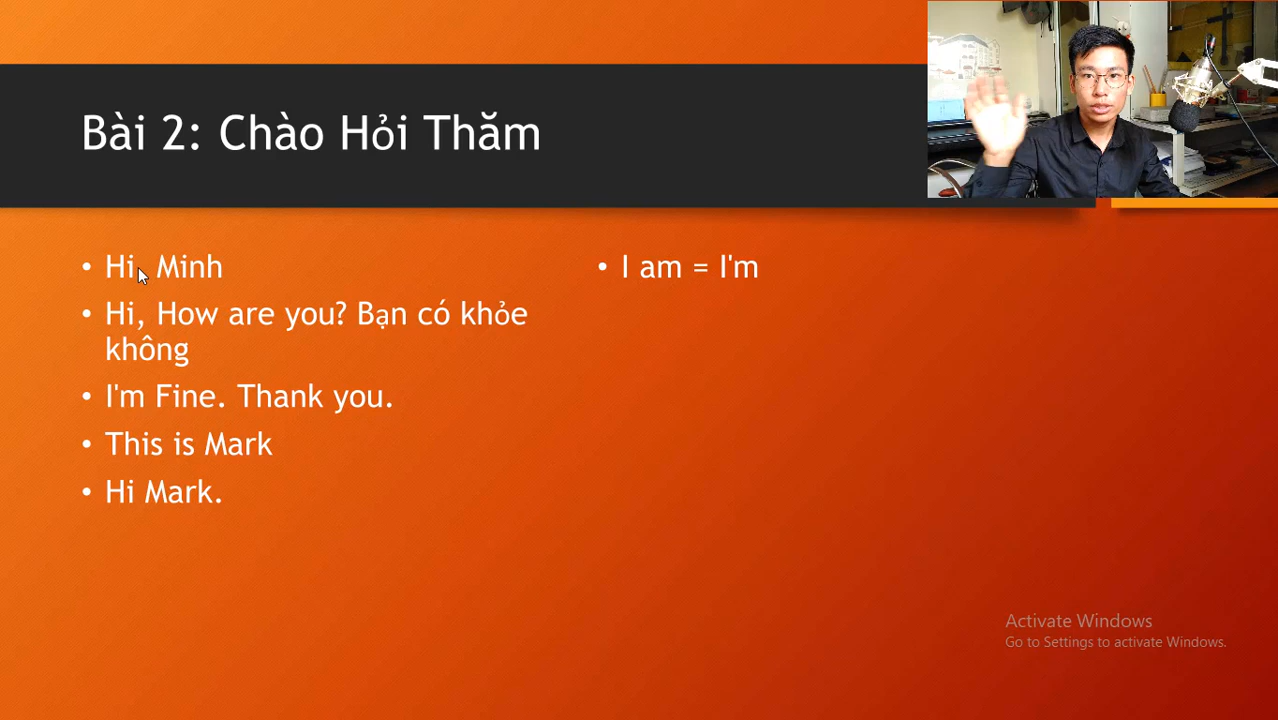 Bài 2: Chào Hỏi Thăm
• Hi, Minh
• Hi, How are you? Bạn có khỏe
không
• I'm Fine. Thank you.
• This is Mark
• Hi Mark.
• I am = I'm
Activate Windows
Go to Settings to activate Windows.